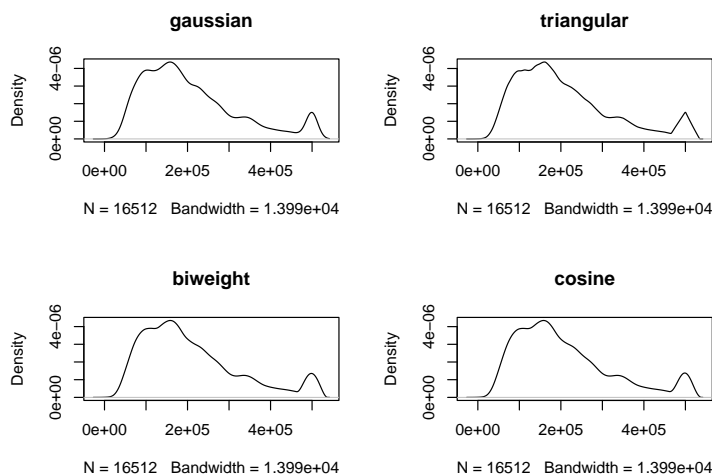 gaussian
Density
0e+00 4e−06
0e+00 2e+05 4e+05
N = 16512 Bandwidth = 1.399e+04
triangular
Density
0e+00 4e−06
0e+00 2e+05 4e+05
N = 16512 Bandwidth = 1.399e+04
biweight
Density
0e+00 4e−06
0e+00 2e+05 4e+05
N = 16512 Bandwidth = 1.399e+04
cosine
Density
0e+00 4e−06
0e+00 2e+05 4e+05
N = 16512 Bandwidth = 1.399e+04